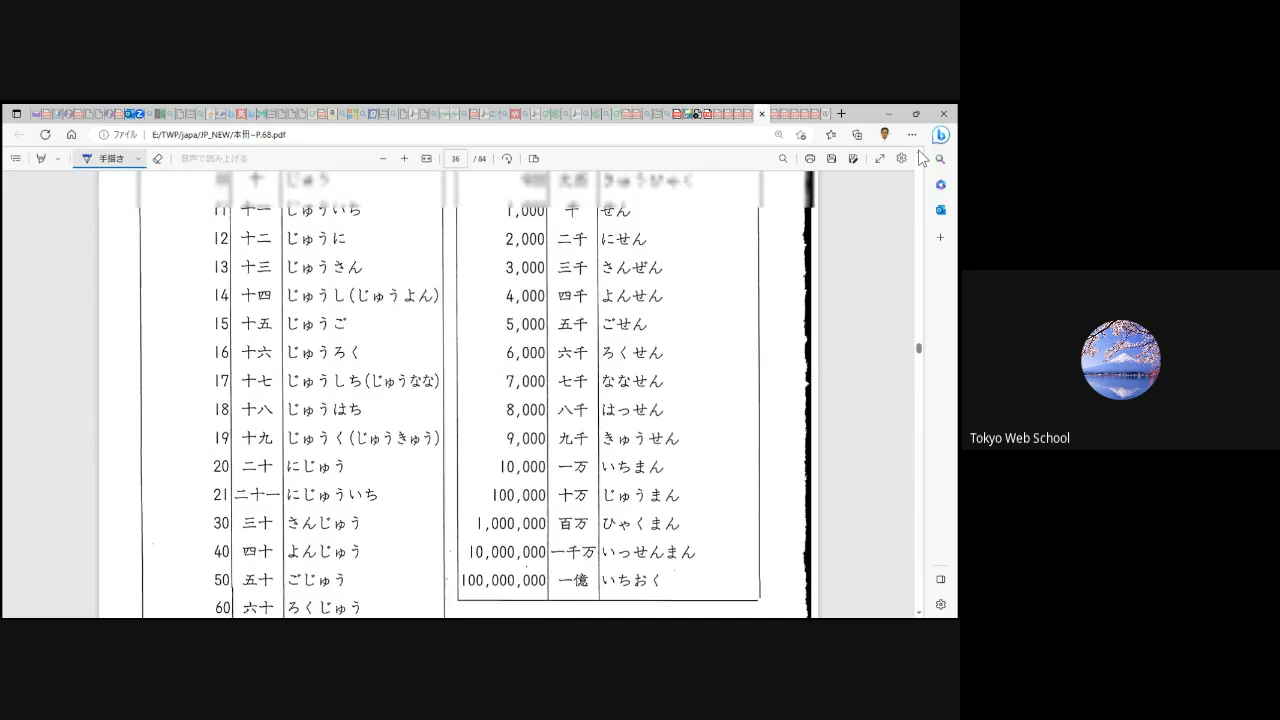 ファイル E:/TWP/japa/JP_NEW/本冊~P.68.pdf
手描き 音声で読み上げる 36 / 84
十 じゅう
きゅうひゃく
11 十一 じゅういち
1,000 千 せん
12 十二 じゅうに
2,000 二千 にせん
13 十三 じゅうさん
3,000 三千 さんぜん
14 十四 じゅうし(じゅうよん)
4,000 四千 よんせん
15 十五 じゅうご
5,000 五千 ごせん
16 十六 じゅうろく
6,000 六千 ろくせん
17 十七 じゅうしち(じゅうなな)
7,000 七千 ななせん
18 十八 じゅうはち
8,000 八千 はっせん
19 十九 じゅうく(じゅうきゅう)
9,000 九千 きゅうせん
20 二十 にじゅう
10,000 一万 いちまん
21 二十一 にじゅういち
100,000 十万 じゅうまん
30 三十 さんじゅう
1,000,000 百万 ひゃくまん
40 四十 よんじゅう
10,000,000 一千万 いっせんまん
50 五十 ごじゅう
100,000,000 一億 いちおく
60 六十 ろくじゅう
Tokyo Web School